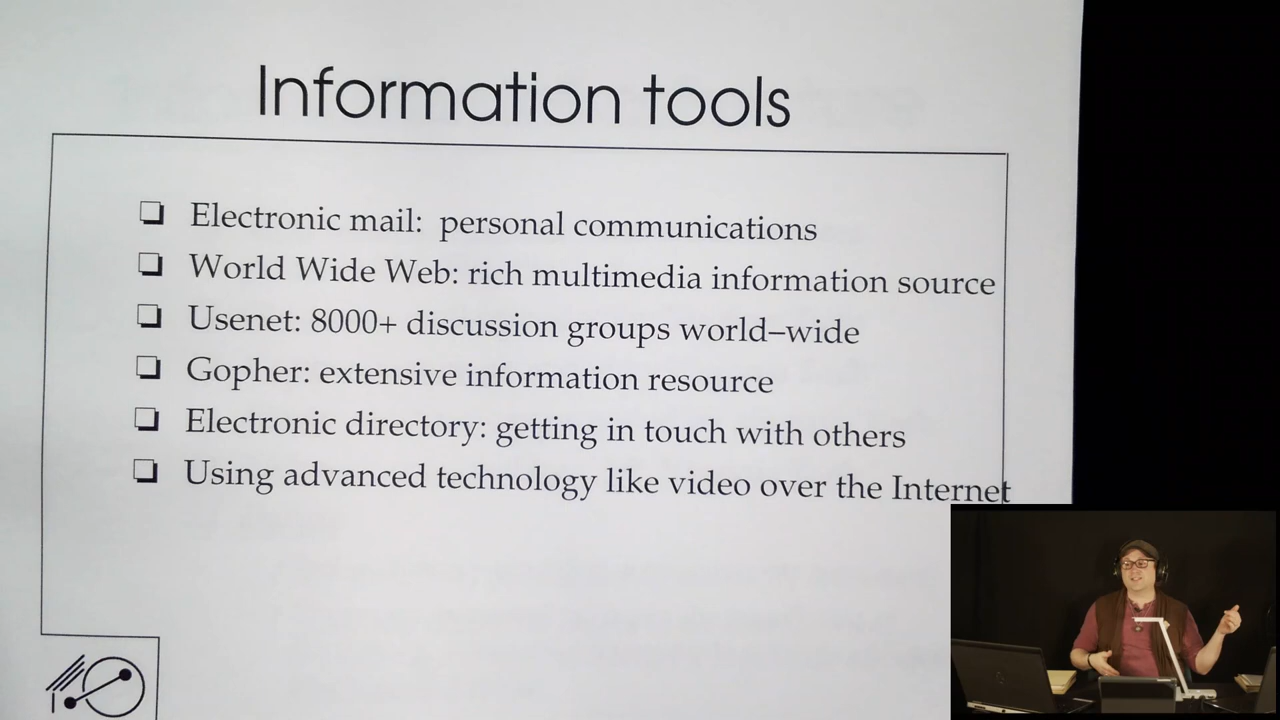 Information tools
Electronic mail: personal communications
World Wide Web: rich multimedia information source
Usenet: 8000+ discussion groups world–wide
Gopher: extensive information resource
Electronic directory: getting in touch with others
Using advanced technology like video over the Internet